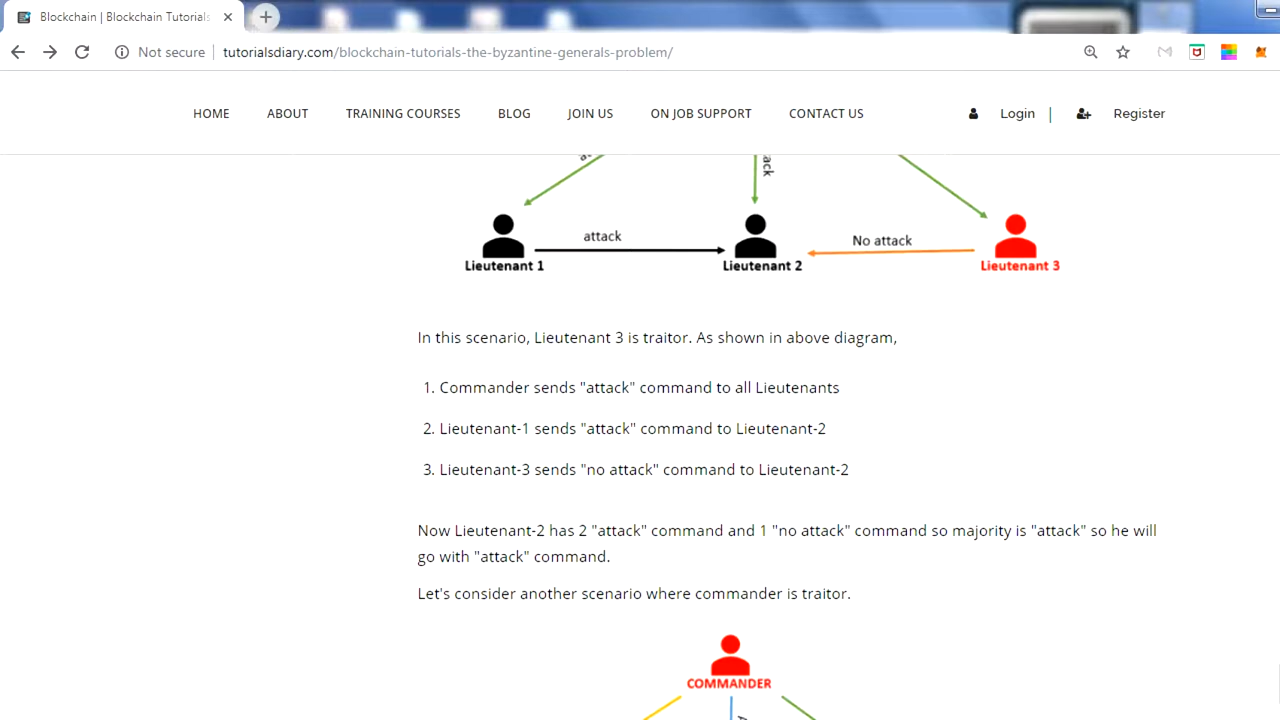 Blockchain | Blockchain Tutorials
Not secure
tutorialsdiary.com/blockchain-tutorials-the-byzantine-generals-problem/
HOME ABOUT TRAINING COURSES BLOG JOIN US ON JOB SUPPORT CONTACT US Login | Register
attack No attack
Lieutenant 1 Lieutenant 2 Lieutenant 3
In this scenario, Lieutenant 3 is traitor. As shown in above diagram,
1. Commander sends "attack" command to all Lieutenants
2. Lieutenant-1 sends "attack" command to Lieutenant-2
3. Lieutenant-3 sends "no attack" command to Lieutenant-2
Now Lieutenant-2 has 2 "attack" command and 1 "no attack" command so majority is "attack" so he will
go with "attack" command.
Let's consider another scenario where commander is traitor.
COMMANDER